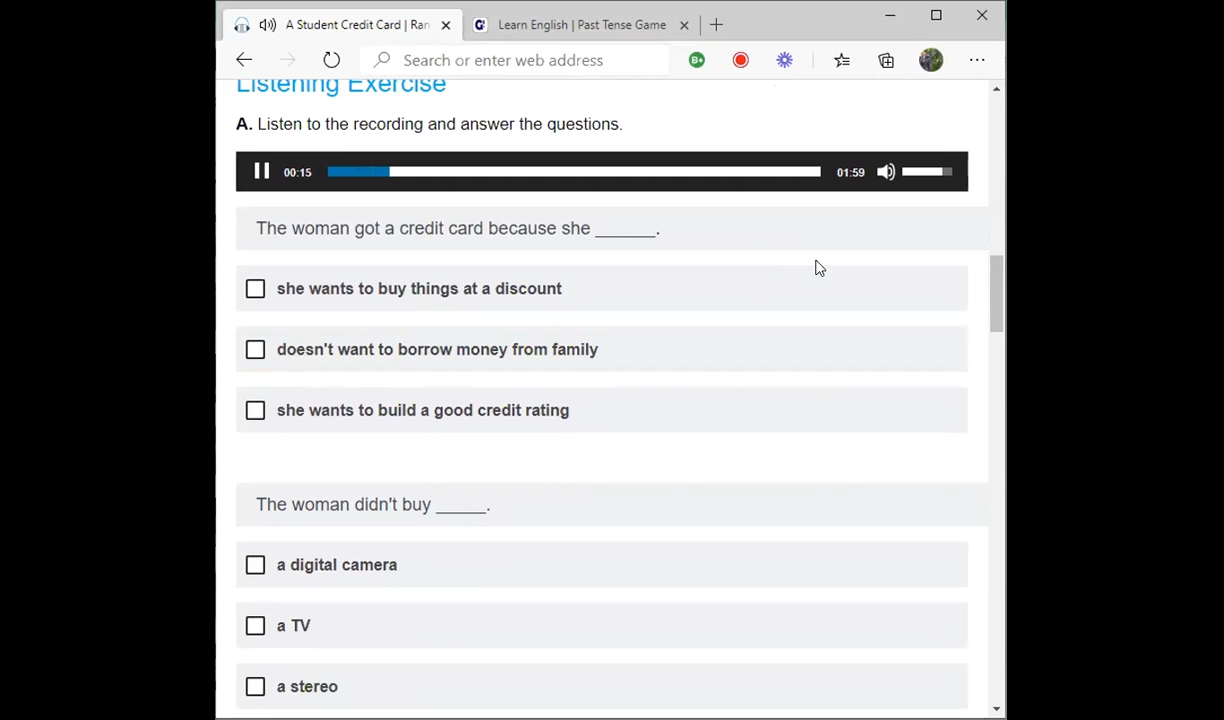 A Student Credit Card | Ran
Learn English | Past Tense Game
Search or enter web address
Listening Exercise
A. Listen to the recording and answer the questions.
00:15
01:59
The woman got a credit card because she ______.
she wants to buy things at a discount
doesn't want to borrow money from family
she wants to build a good credit rating
The woman didn't buy _____.
a digital camera
a TV
a stereo